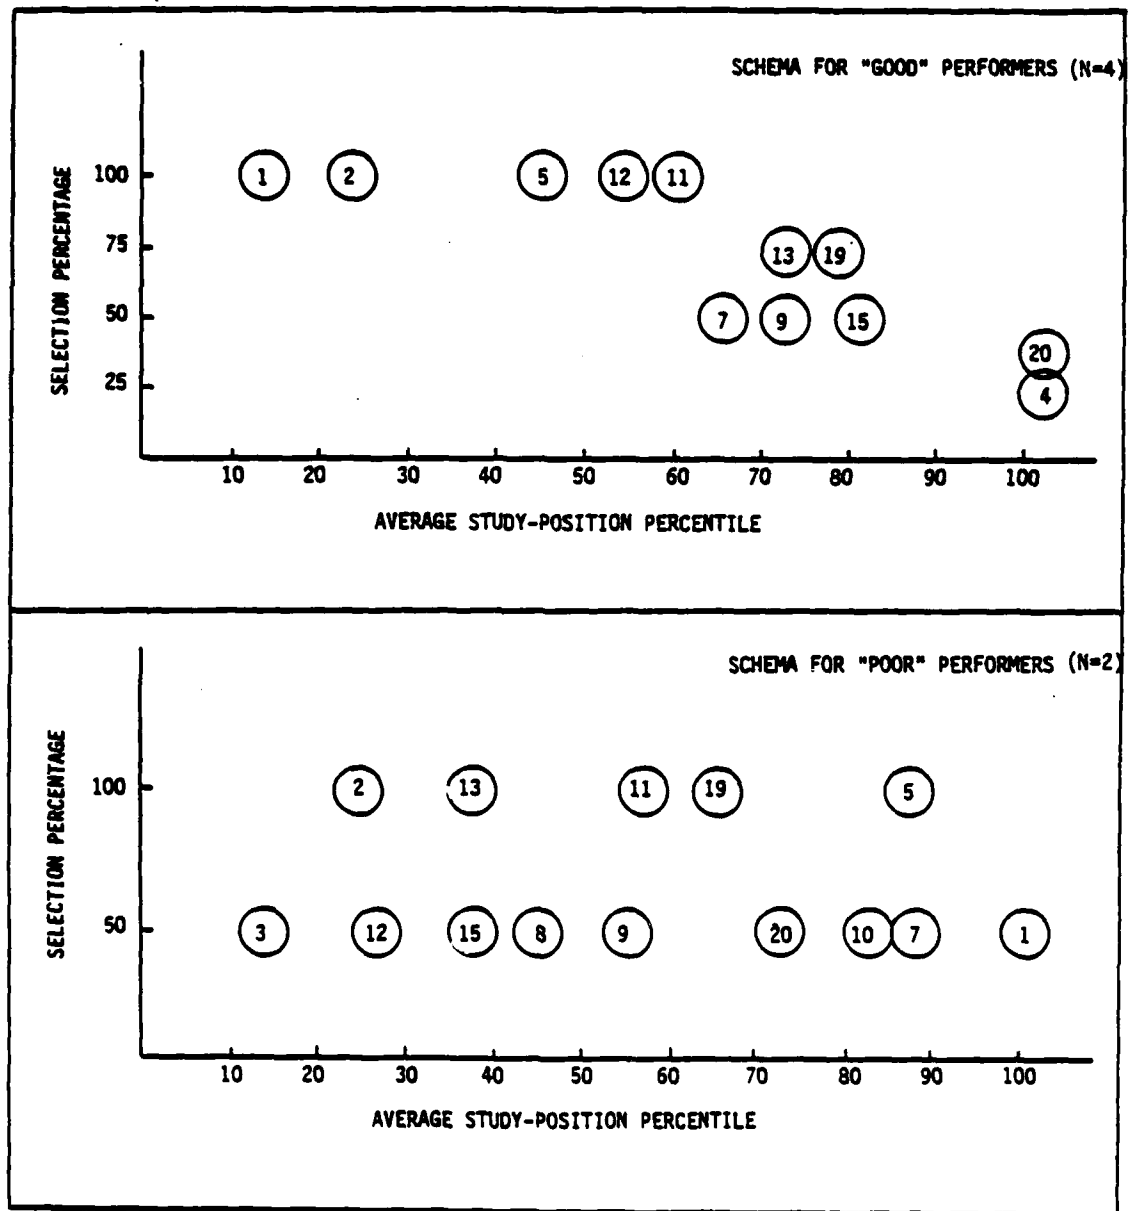 SCHEMA FOR "GOOD" PERFORMERS (N=4)
SELECTION PERCENTAGE
100
75
50
25
1 2 5 12 11
13 19
7 9 15
20
4
10 20 30 40 50 60 70 80 90 100
AVERAGE STUDY-POSITION PERCENTILE
SCHEMA FOR "POOR" PERFORMERS (N=2)
SELECTION PERCENTAGE
100
50
2 13 11 19 5
3 12 15 8 9 20 10 7 1
10 20 30 40 50 60 70 80 90 100
AVERAGE STUDY-POSITION PERCENTILE